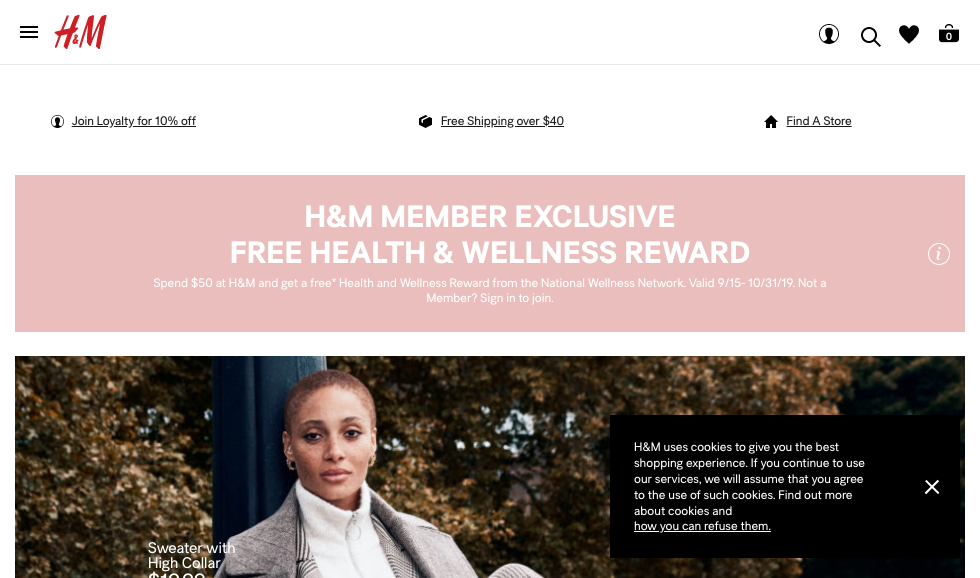 H&M
0
Join Loyalty for 10% off
Free Shipping over $40
Find A Store
H&M MEMBER EXCLUSIVE
FREE HEALTH & WELLNESS REWARD
i
Spend $50 at H&M and get a free* Health and Wellness Reward from the National Wellness Network. Valid 9/15- 10/31/19. Not a
Member? Sign in to join.
H&M uses cookies to give you the best
shopping experience. If you continue to use
our services, we will assume that you agree
to the use of such cookies. Find out more
about cookies and
how you can refuse them.
Sweater with
High Collar